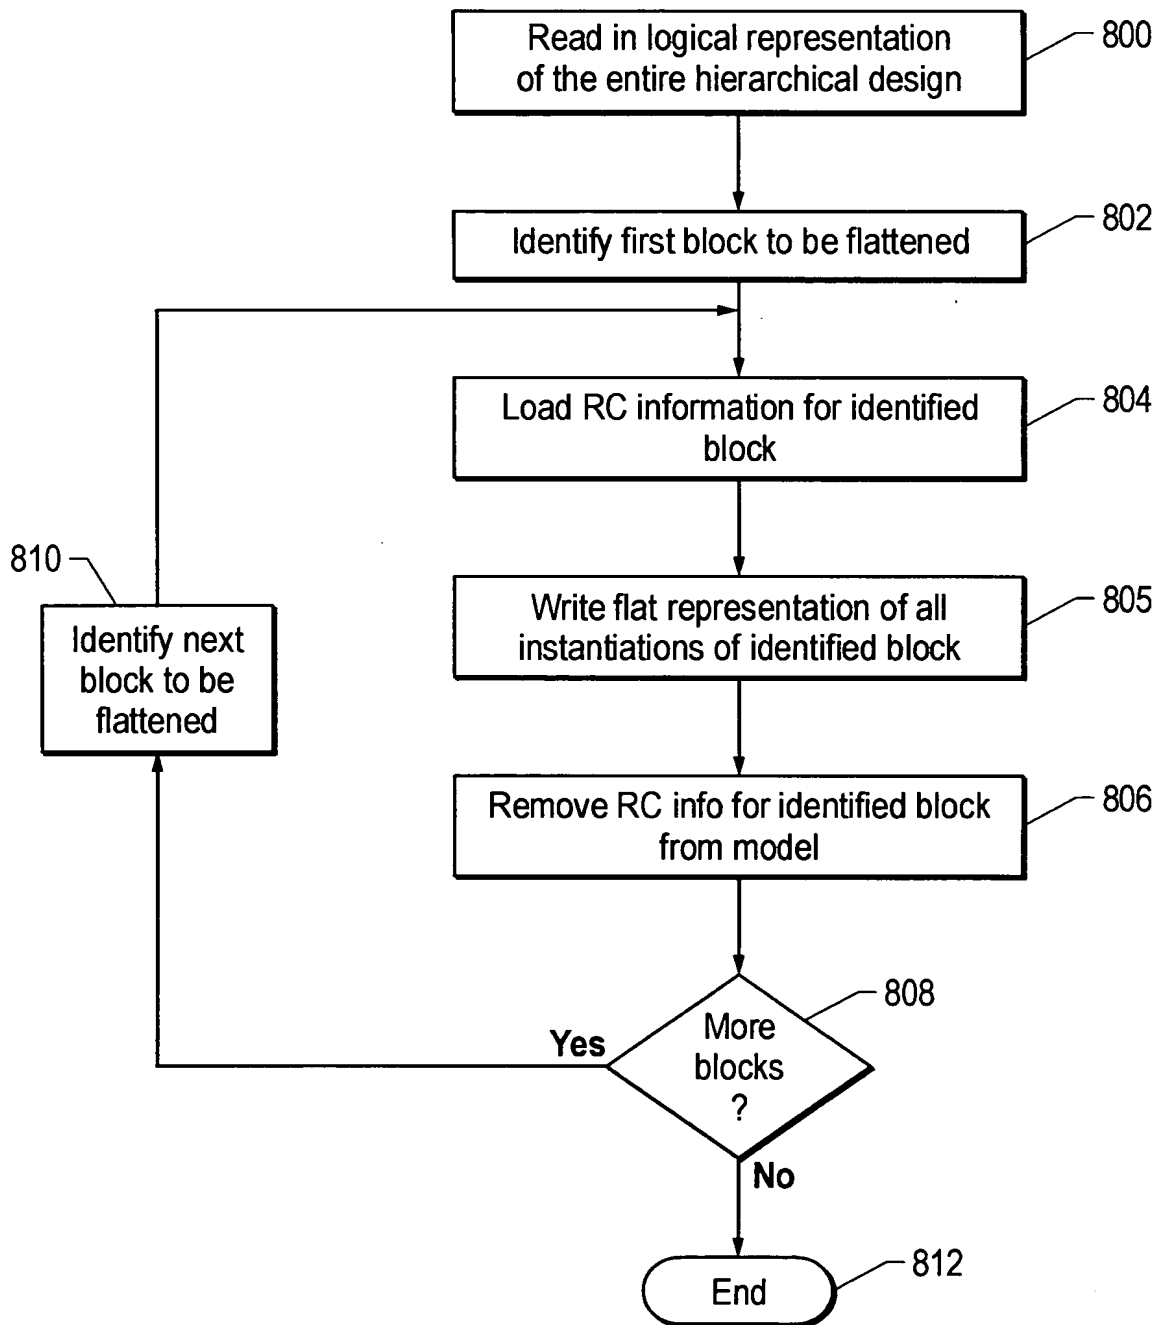 Read in logical representation
of the entire hierarchical design
800
Identify first block to be flattened
802
Load RC information for identified
block
804
810
Identify next
block to be
flattened
Write flat representation of all
instantiations of identified block
805
Remove RC info for identified block
from model
806
808
More
blocks
?
Yes
No
End
812